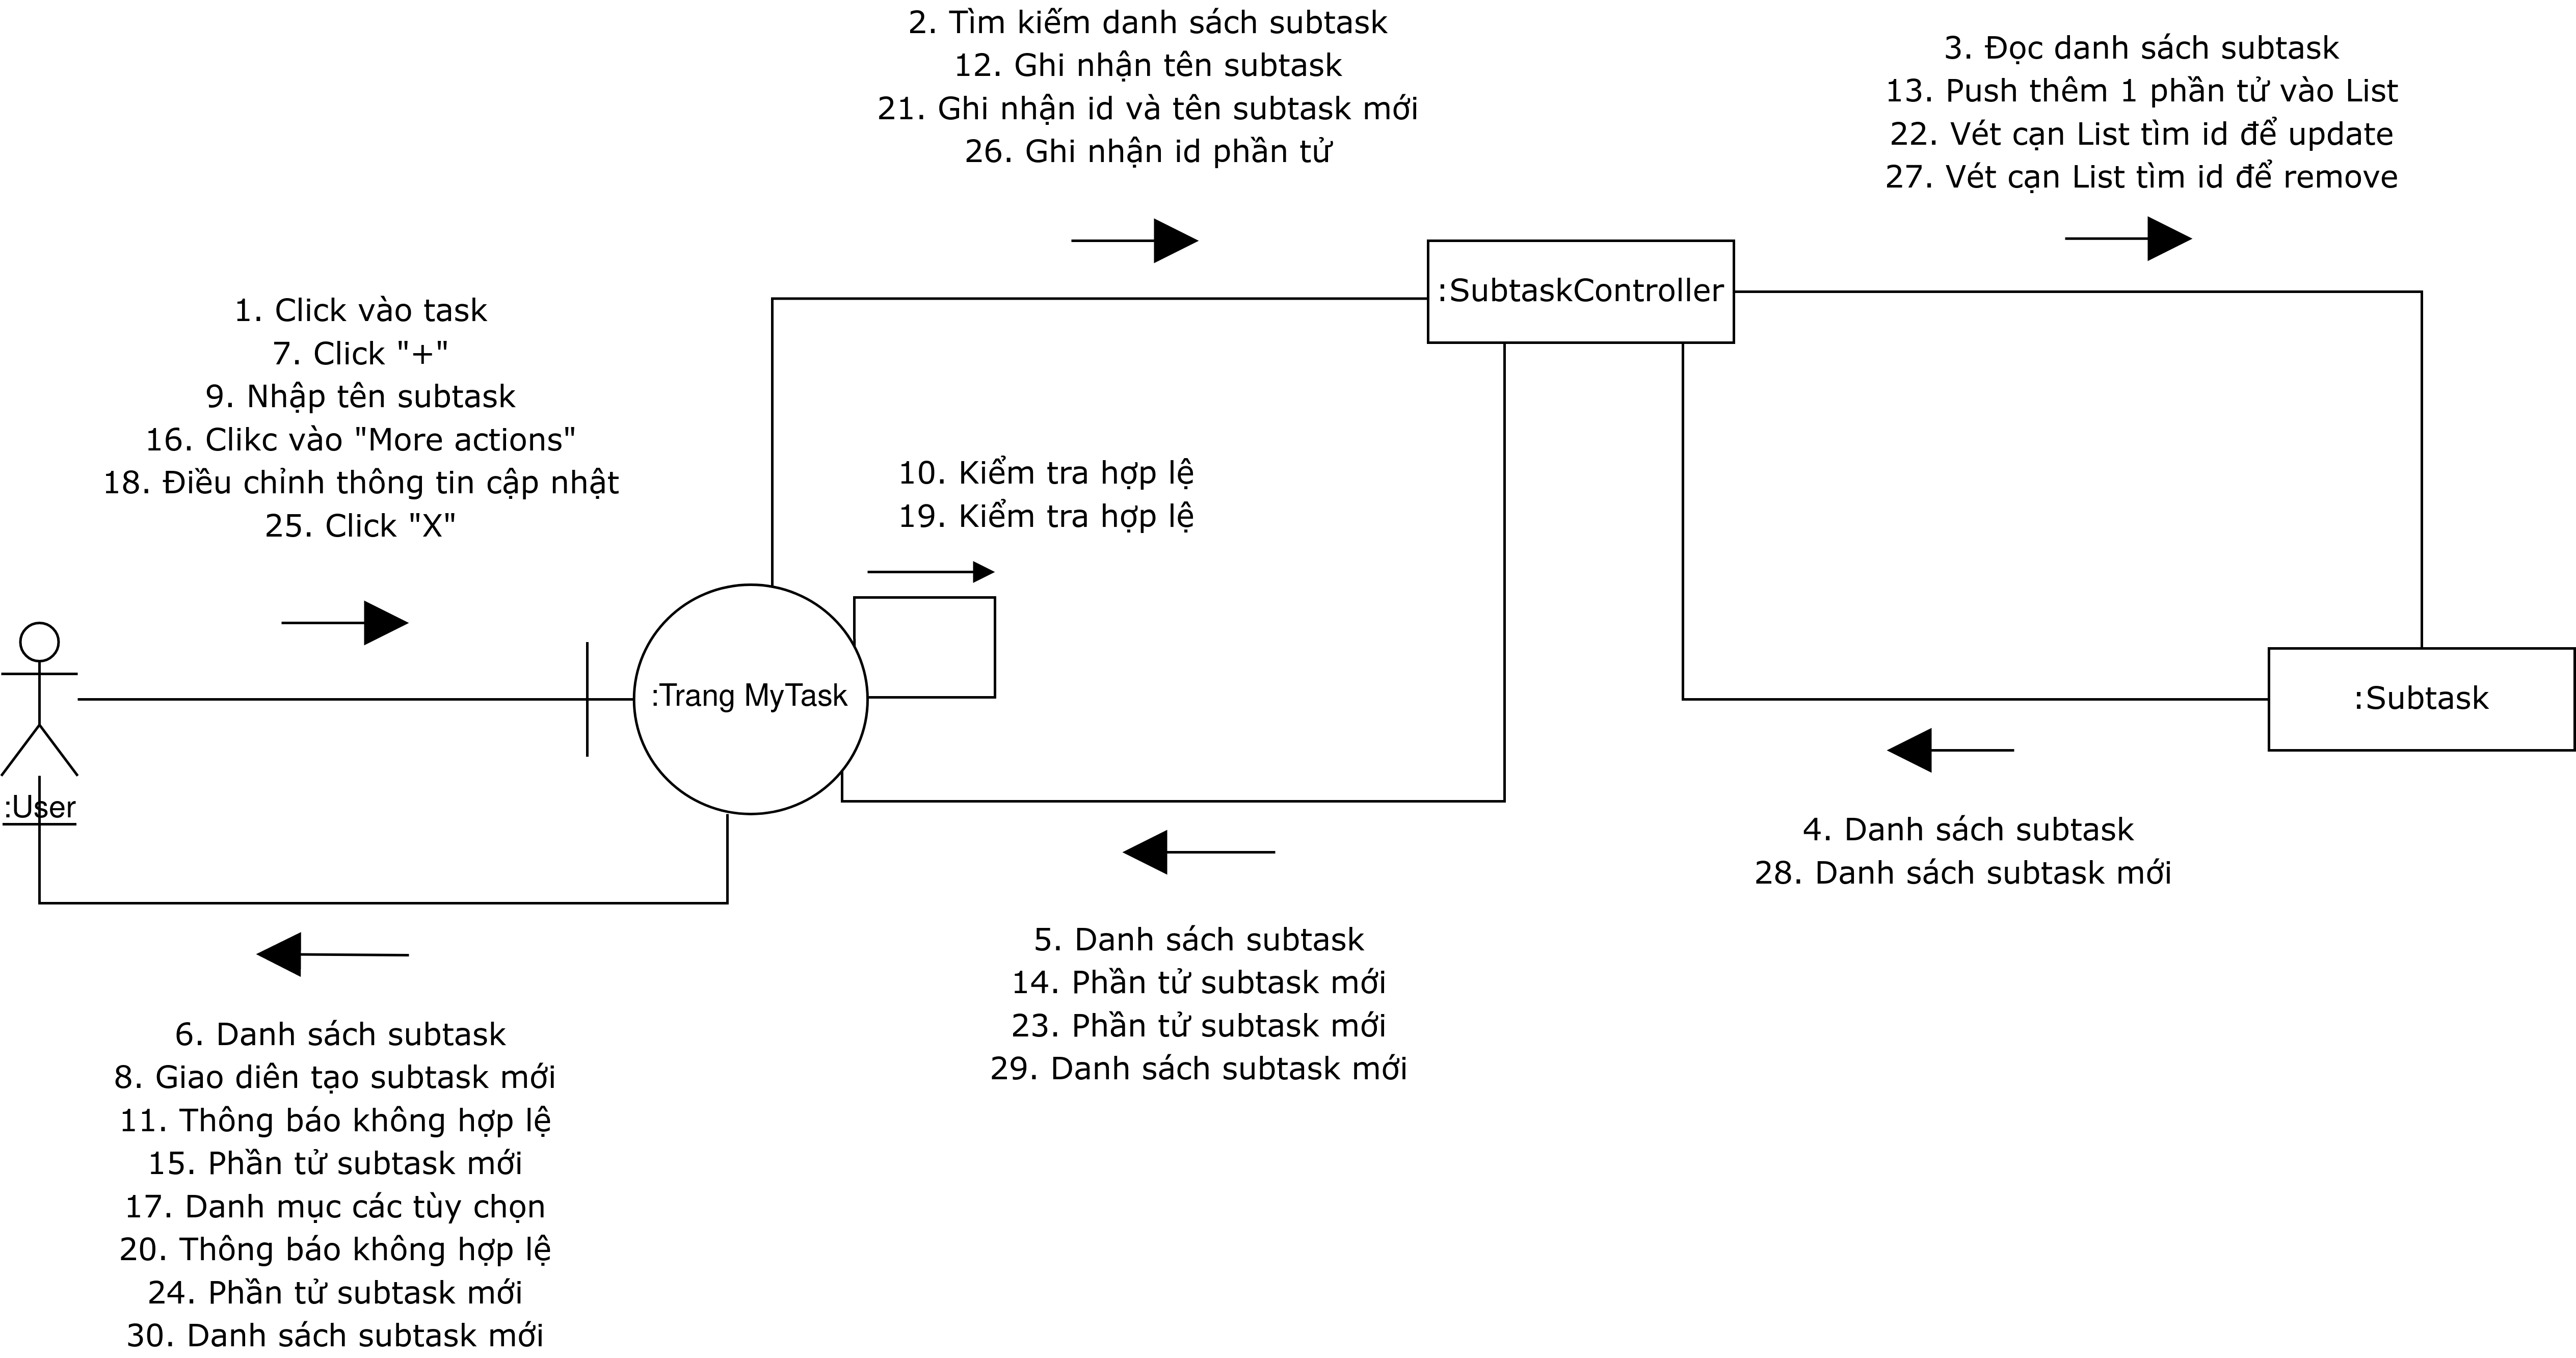 2. Tìm kiếm danh sách subtask
12. Ghi nhận tên subtask
21. Ghi nhận id và tên subtask mới
26. Ghi nhận id phần tử
3. Đọc danh sách subtask
13. Push thêm 1 phần tử vào List
22. Vét cạn List tìm id để update
27. Vét cạn List tìm id để remove
:SubtaskController
1. Click vào task
7. Click "+"
9. Nhập tên subtask
16. Clikc vào "More actions"
18. Điều chỉnh thông tin cập nhật
25. Click "X"
10. Kiểm tra hợp lệ
19. Kiểm tra hợp lệ
:Trang MyTask
:Subtask
:User
4. Danh sách subtask
28. Danh sách subtask mới
5. Danh sách subtask
14. Phần tử subtask mới
23. Phần tử subtask mới
29. Danh sách subtask mới
6. Danh sách subtask
8. Giao diên tạo subtask mới
11. Thông báo không hợp lệ
15. Phần tử subtask mới
17. Danh mục các tùy chọn
20. Thông báo không hợp lệ
24. Phần tử subtask mới
30. Danh sách subtask mới